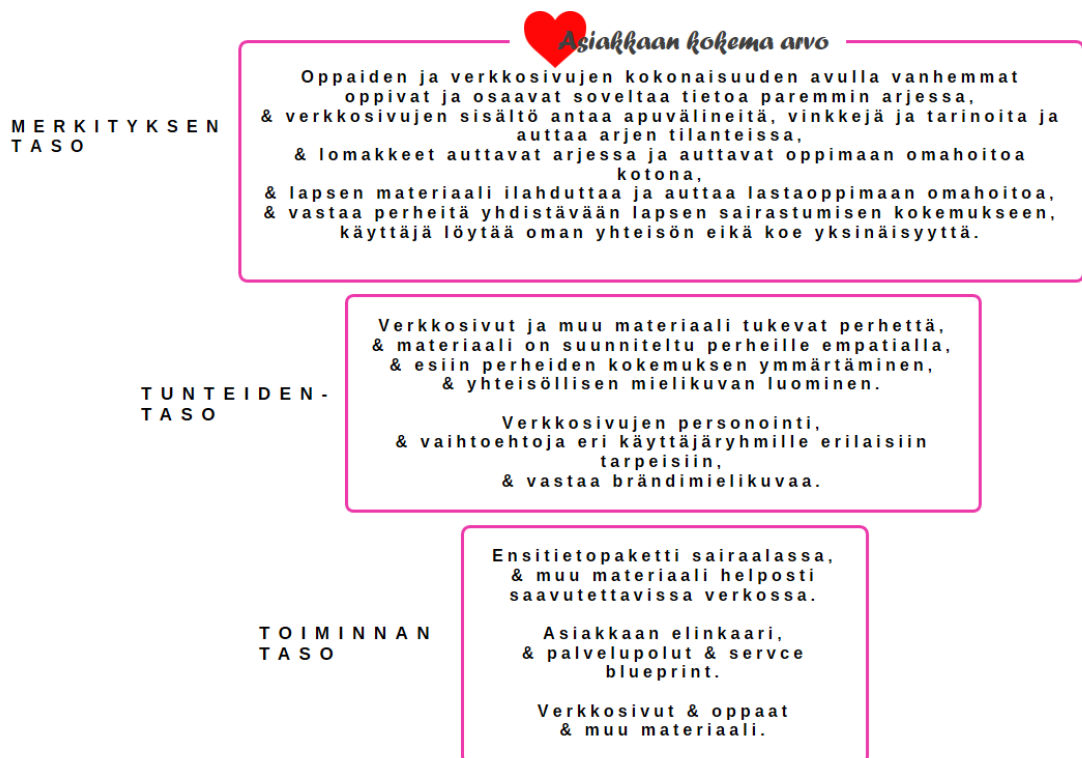 Asiakkaan kokema arvo
MERKITYKSEN
TASO
Oppaiden ja verkkosivujen kokonaisuuden avulla vanhemmat
oppivat ja osaavat soveltaa tietoa paremmin arjessa,
& verkkosivujen sisältö antaa apuvälineitä, vinkkejä ja tarinoita ja
auttaa arjen tilanteissa,
& lomakkeet auttavat arjessa ja auttavat oppimaan omahoitoa
kotona,
& lapsen materiaali ilahduttaa ja auttaa lastaoppimaan omahoitoa,
& vastaa perheitä yhdistävään lapsen sairastumisen kokemukseen,
käyttäjä löytää oman yhteisön eikä koe yksinäisyyttä.
TUNTEIDEN-
TASO
Verkkosivut ja muu materiaali tukevat perhettä,
& materiaali on suunniteltu perheille empatialla,
& esiin perheiden kokemuksen ymmärtäminen,
& yhteisöllisen mielikuvan luominen.
Verkkosivujen personointi,
& vaihtoehtoja eri käyttäjäryhmille erilaisiin
tarpeisiin,
& vastaa brändimielikuvaa.
TOIMINNAN
TASO
Ensitietopaketti sairaalassa,
& muu materiaali helposti
saavutettavissa verkossa.
Asiakkaan elinkaari,
& palvelupolut & servce
blueprint.
Verkkosivut & oppaat
& muu materiaali.